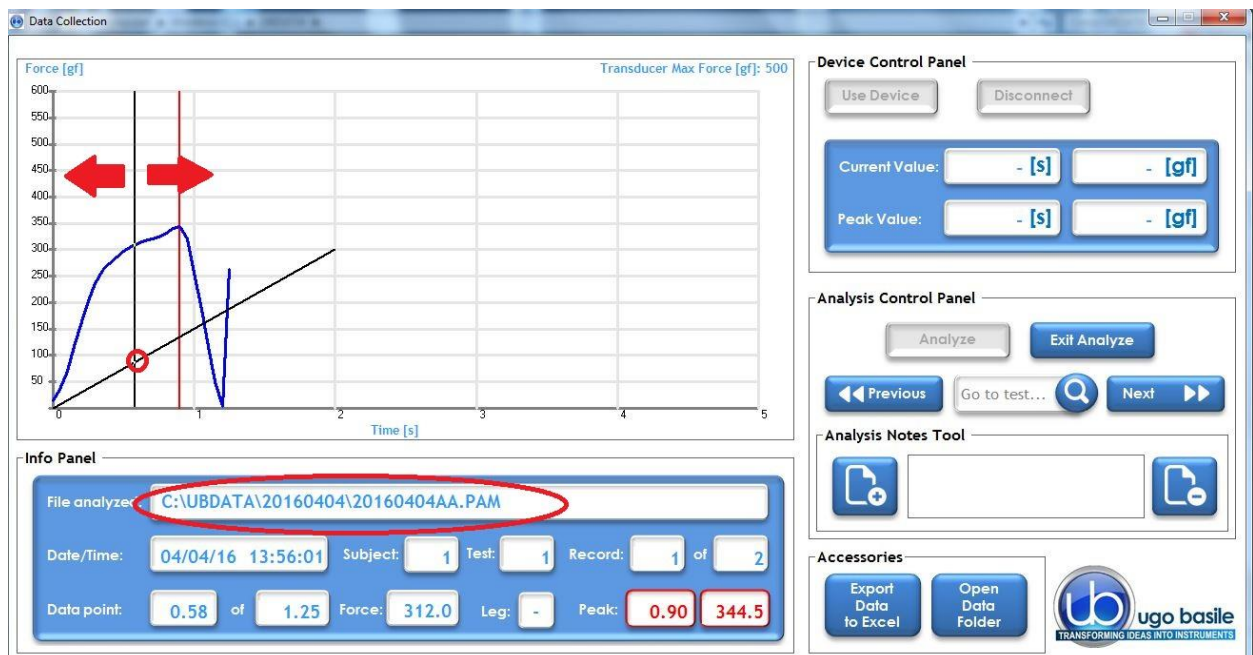 Data Collection
Force [gf]
Transducer Max Force [gf]: 500
600
550
500
450
400
350
300
250
200
150
100
50
0 1 2 3 4 5
Time [s]
Info Panel
File analyzed: C:\UBDATA\20160404\20160404AA.PAM
Date/Time: 04/04/16 13:56:01 Subject: 1 Test: 1 Record: 1 of 2
Data point: 0.58 of 1.25 Force: 312.0 Leg: - Peak: 0.90 344.5
Device Control Panel
Use Device Disconnect
Current Value: - [s] - [gf]
Peak Value: - [s] - [gf]
Analysis Control Panel
Analyze Exit Analyze
Previous Go to test... Next
Analysis Notes Tool
Accessories
Export
Data
to Excel
Open
Data
Folder
ub ugo basile
TRANSFORMING IDEAS INTO INSTRUMENTS